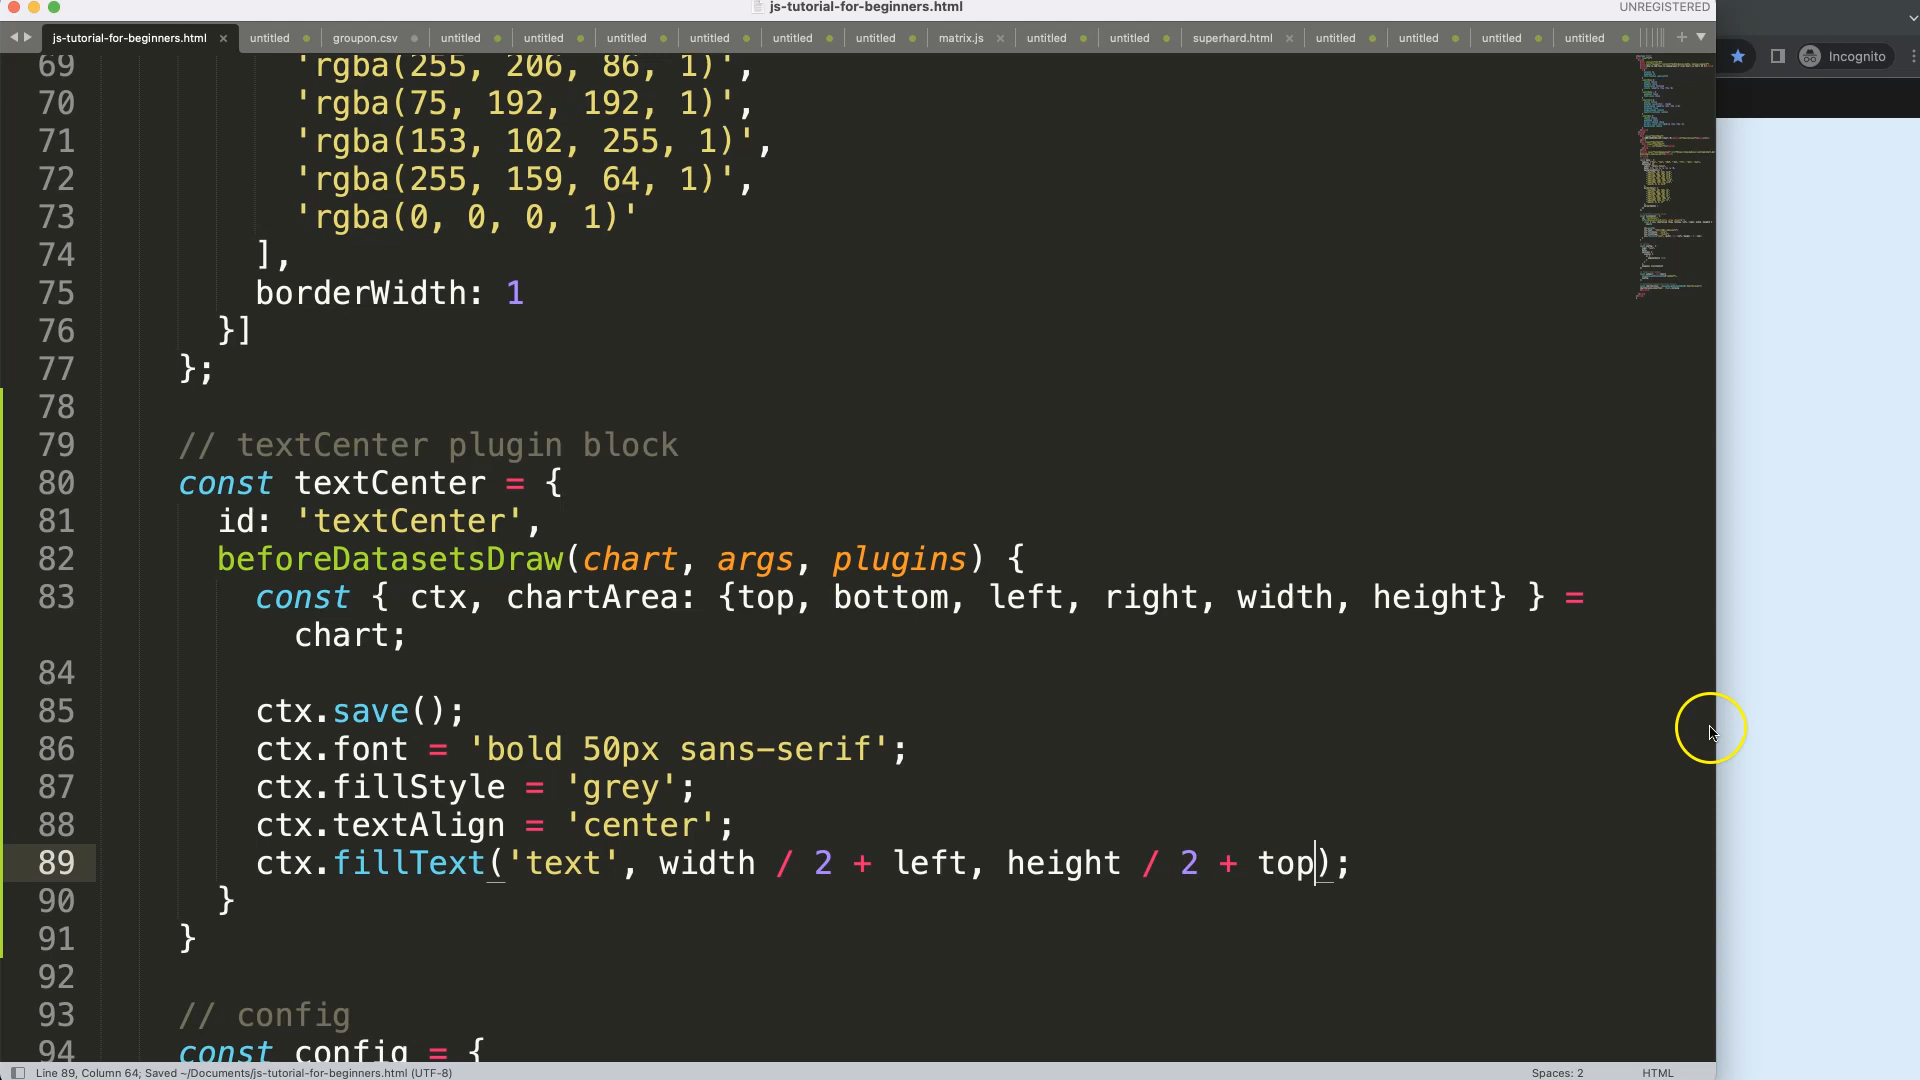 js-tutorial-for-beginners.html
UNREGISTERED
js-tutorial-for-beginners.html × untitled groupon.csv untitled untitled untitled untitled untitled untitled matrix.js × untitled untitled superhard.html × untitled untitled untitled untitled +
Incognito
69 'rgba(255, 206, 86, 1)',
70 'rgba(75, 192, 192, 1)',
71 'rgba(153, 102, 255, 1)',
72 'rgba(255, 159, 64, 1)',
73 'rgba(0, 0, 0, 1)'
74 ],
75 borderWidth: 1
76 }]
77 };
78
79 // textCenter plugin block
80 const textCenter = {
81 id: 'textCenter',
82 beforeDatasetsDraw(chart, args, plugins) {
83 const { ctx, chartArea: {top, bottom, left, right, width, height} } =
chart;
84
85 ctx.save();
86 ctx.font = 'bold 50px sans-serif';
87 ctx.fillStyle = 'grey';
88 ctx.textAlign = 'center';
89 ctx.fillText('text', width / 2 + left, height / 2 + top);
90 }
91 }
92
93 // config
94 const config = {
Line 89, Column 64; Saved ~/Documents/js-tutorial-for-beginners.html (UTF-8)
Spaces: 2
HTML